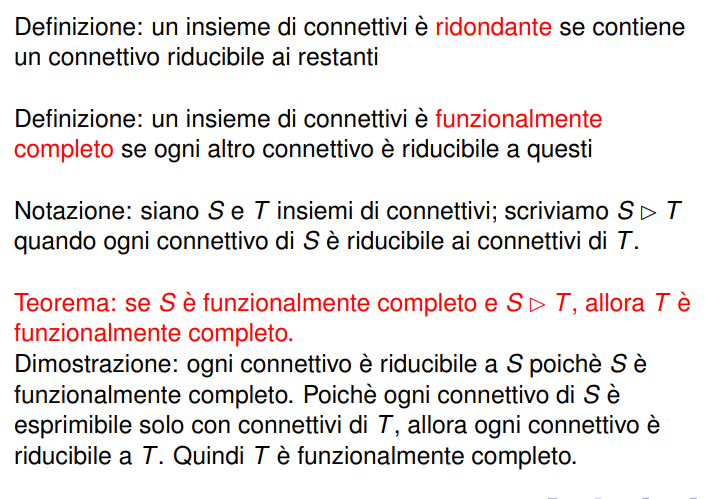 Definizione: un insieme di connettivi è ridondante se contiene
un connettivo riducibile ai restanti
Definizione: un insieme di connettivi è funzionalmente
completo se ogni altro connettivo è riducibile a questi
Notazione: siano S e T insiemi di connettivi; scriviamo S ▷ T
quando ogni connettivo di S è riducibile ai connettivi di T.
Teorema: se S è funzionalmente completo e S ▷ T, allora T è
funzionalmente completo.
Dimostrazione: ogni connettivo è riducibile a S poichè S è
funzionalmente completo. Poichè ogni connettivo di S è
esprimibile solo con connettivi di T, allora ogni connettivo è
riducibile a T. Quindi T è funzionalmente completo.